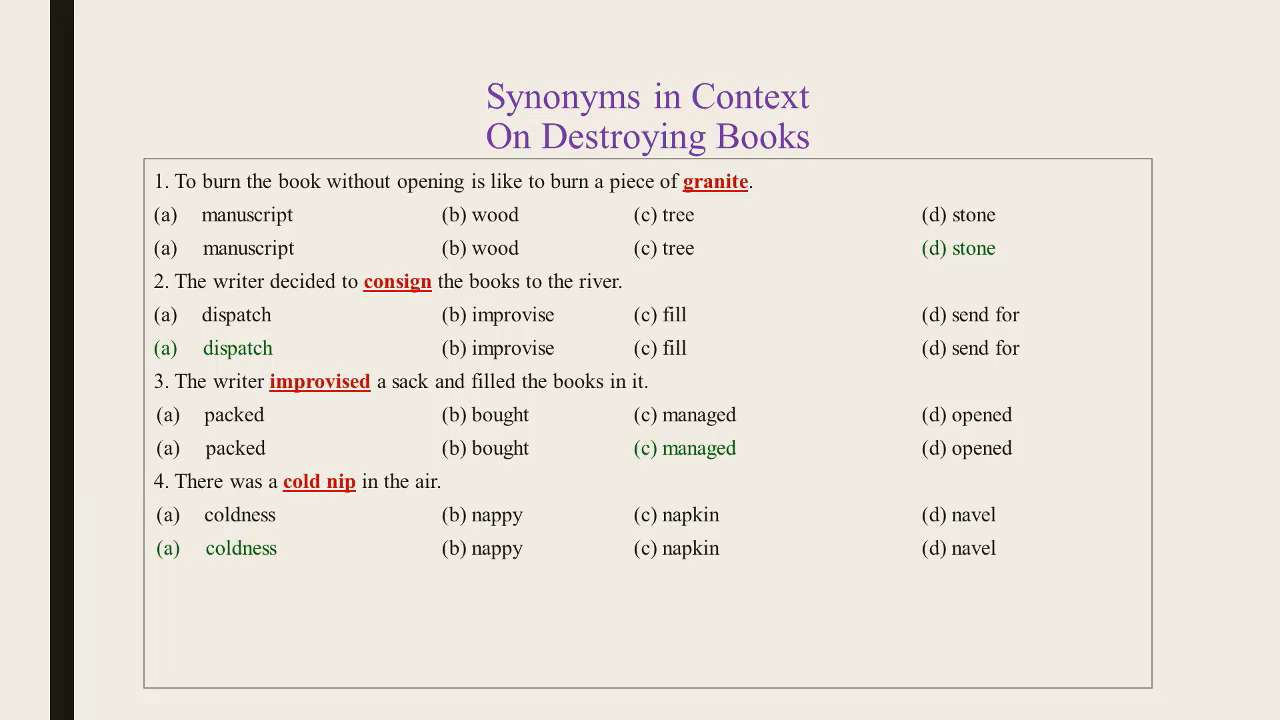 Synonyms in Context
On Destroying Books
1. To burn the book without opening is like to burn a piece of granite.
(a) manuscript (b) wood (c) tree (d) stone
(a) manuscript (b) wood (c) tree (d) stone
2. The writer decided to consign the books to the river.
(a) dispatch (b) improvise (c) fill (d) send for
(a) dispatch (b) improvise (c) fill (d) send for
3. The writer improvised a sack and filled the books in it.
(a) packed (b) bought (c) managed (d) opened
(a) packed (b) bought (c) managed (d) opened
4. There was a cold nip in the air.
(a) coldness (b) nappy (c) napkin (d) navel
(a) coldness (b) nappy (c) napkin (d) navel